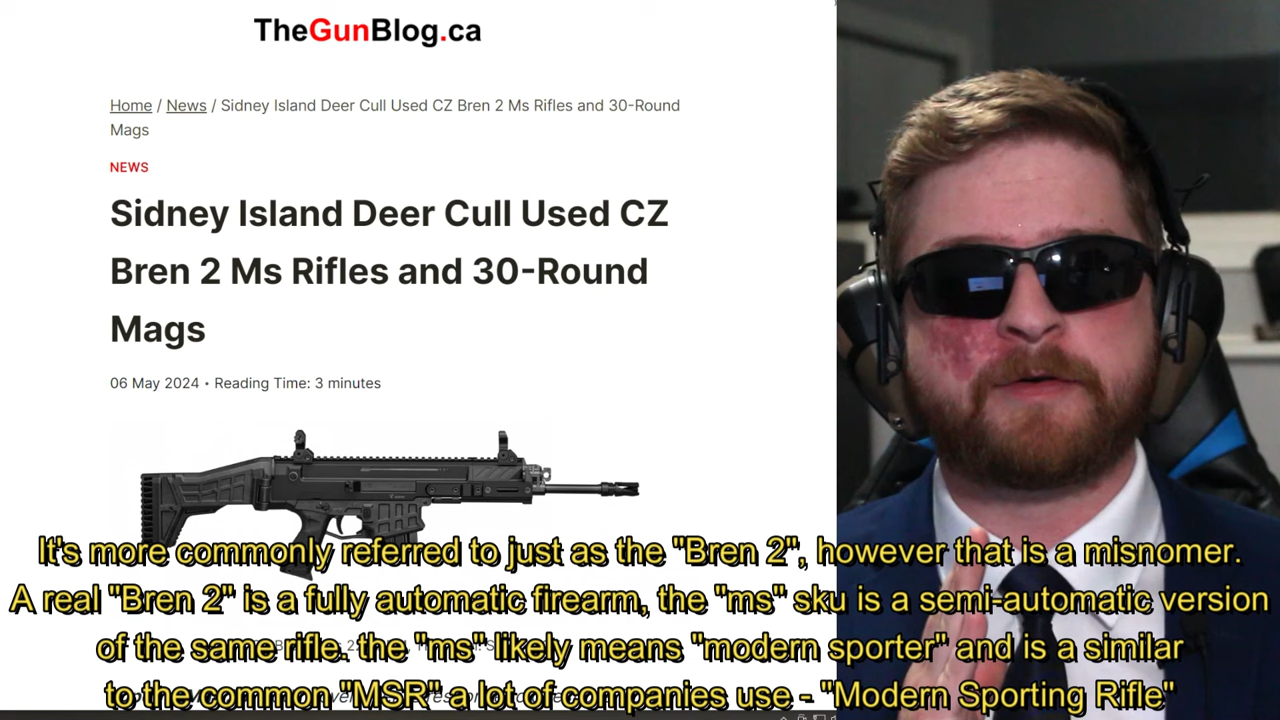 TheGunBlog.ca
Home / News / Sidney Island Deer Cull Used CZ Bren 2 Ms Rifles and 30-Round
Mags
NEWS
Sidney Island Deer Cull Used CZ
Bren 2 Ms Rifles and 30-Round
Mags
06 May 2024 • Reading Time: 3 minutes
It's more commonly referred to just as the "Bren 2", however that is a misnomer.
A real "Bren 2" is a fully automatic firearm, the "ms" sku is a semi-automatic version
of the same rifle. the "ms" likely means "modern sporter" and is a similar
to the common "MSR" a lot of companies use - "Modern Sporting Rifle"